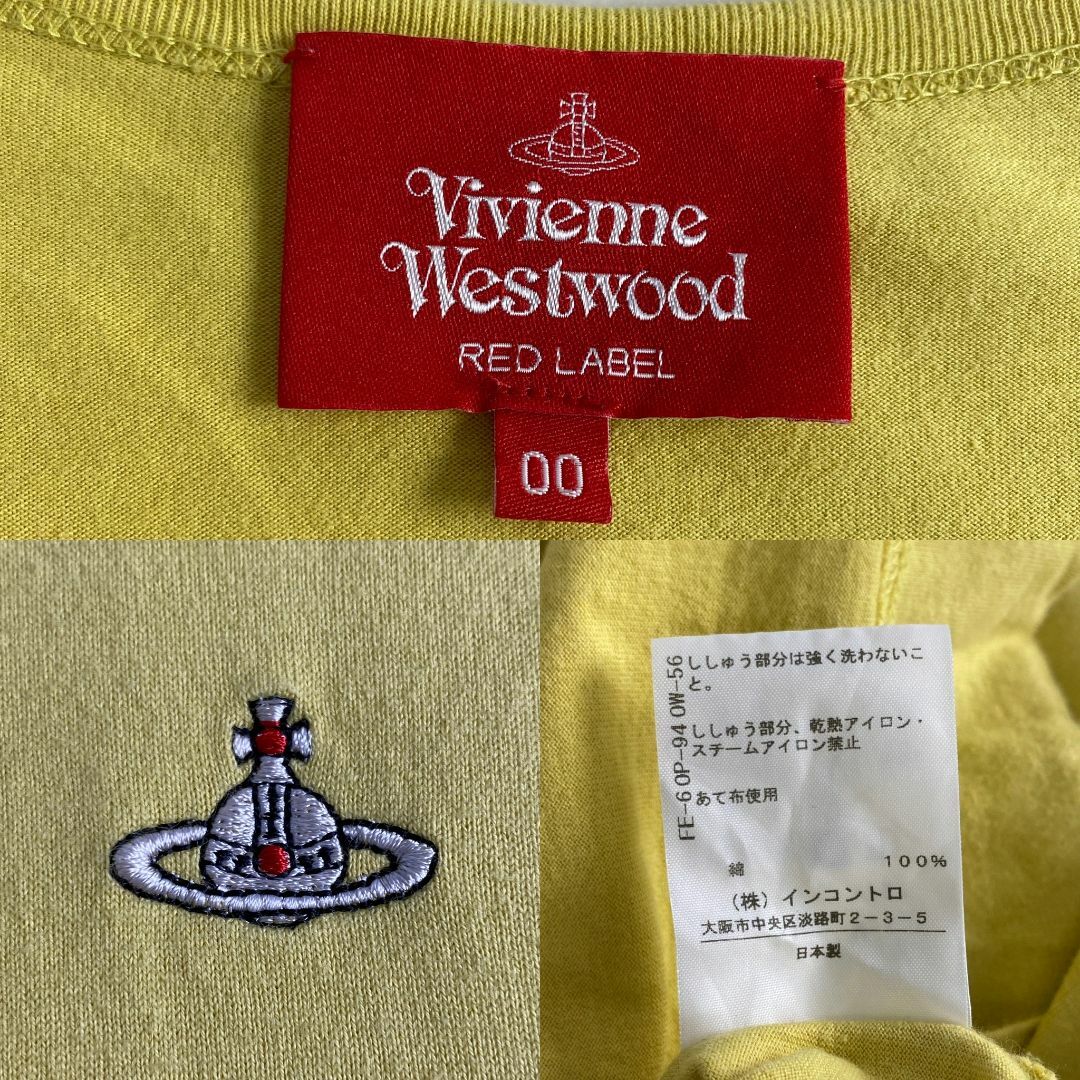 Vivienne
Westwood
RED LABEL
00
FE-6 0P-94 0W-56
ししゅう部分は強く洗わないこ
と。
ししゅう部分、乾熱アイロン・
スチームアイロン禁止
あて布使用
綿 100%
(株) インコントロ
大阪市中央区淡路町2-3-5
日本製